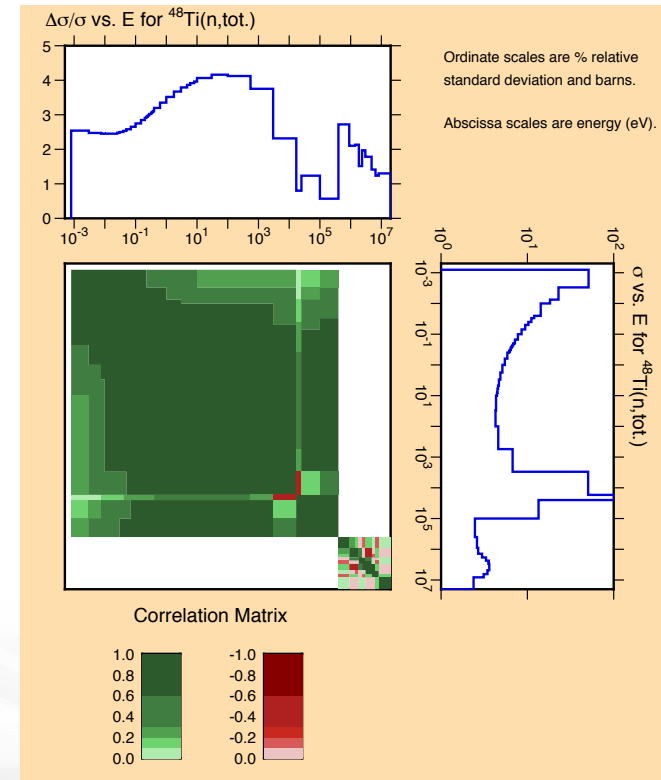 Δσ/σ vs. E for ⁴⁸Ti(n,tot.)
5
4
3
2
1
0
10⁻³ 10⁻¹ 10¹ 10³ 10⁵ 10⁷
Ordinate scales are % relative
standard deviation and barns.
Abscissa scales are energy (eV).
10⁰ 10¹ 10²
σ vs. E for ⁴⁸Ti(n,tot.)
10⁻³
10⁻¹
10¹
10³
10⁵
10⁷
Correlation Matrix
1.0 -1.0
0.8 -0.8
0.6 -0.6
0.4 -0.4
0.2 -0.2
0.0 0.0